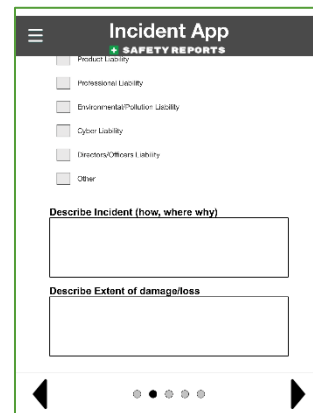 Incident App
SAFETY REPORTS
Product Liability
Professional Liability
Environmental/Pollution Liability
Cyber Liability
Directors/Officers Liability
Other
Describe Incident (how, where why)
Describe Extent of damage/loss